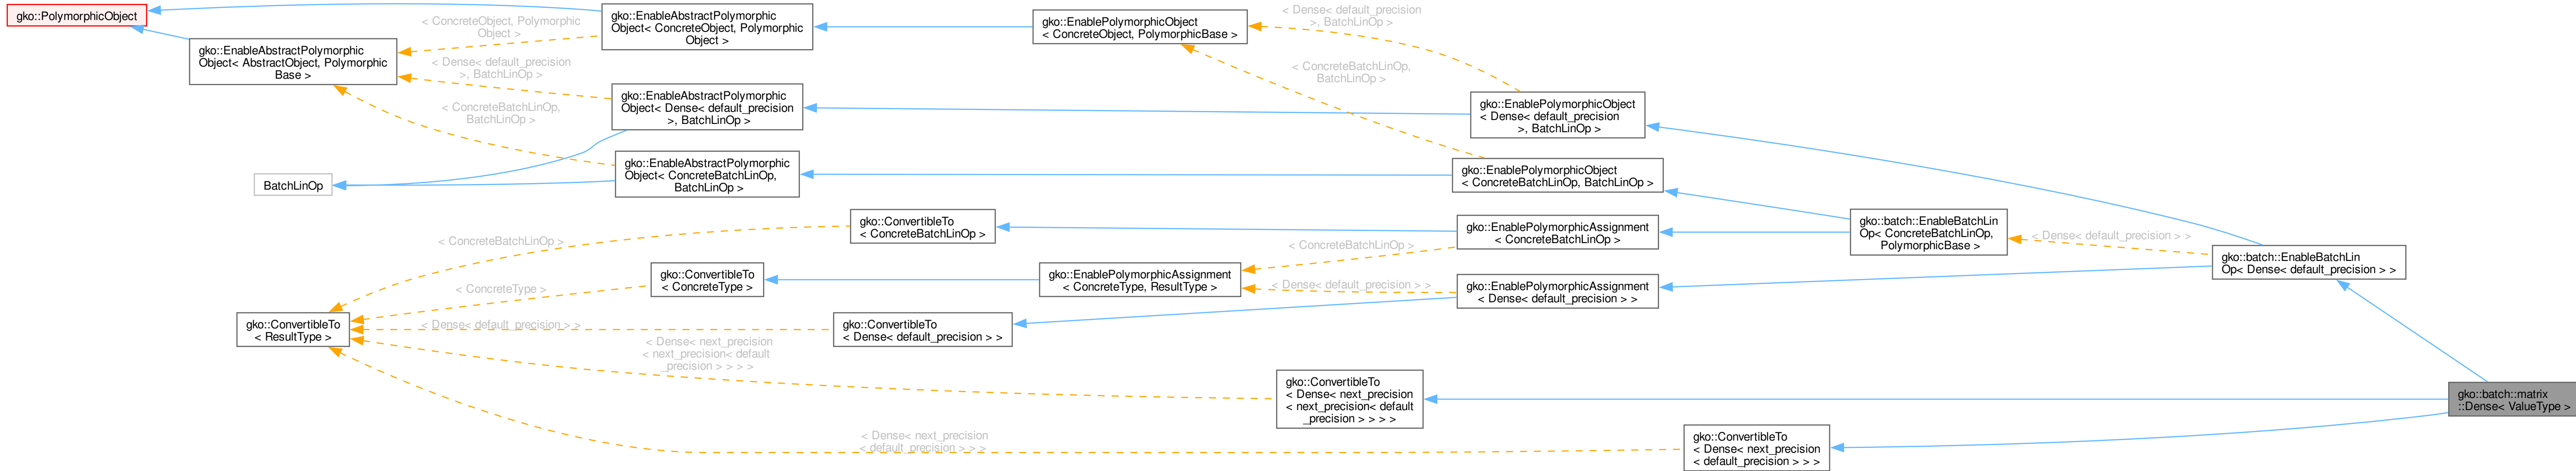 gko::PolymorphicObject
gko::EnableAbstractPolymorphic
Object< AbstractObject, Polymorphic
Base >
BatchLinOp
gko::ConvertibleTo
< ResultType >
< ConcreteObject, Polymorphic
Object >
< Dense< default_precision
>, BatchLinOp >
< ConcreteBatchLinOp,
BatchLinOp >
< ConcreteBatchLinOp >
< ConcreteType >
< Dense< default_precision > >
< Dense< next_precision
< next_precision< default
_precision > > > >
< Dense< next_precision
< default_precision > > >
gko::EnableAbstractPolymorphic
Object< ConcreteObject, Polymorphic
Object >
gko::EnableAbstractPolymorphic
Object< Dense< default_precision
>, BatchLinOp >
gko::EnableAbstractPolymorphic
Object< ConcreteBatchLinOp,
BatchLinOp >
gko::ConvertibleTo
< ConcreteBatchLinOp >
gko::ConvertibleTo
< ConcreteType >
gko::ConvertibleTo
< Dense< default_precision > >
gko::EnablePolymorphicObject
< ConcreteObject, PolymorphicBase >
gko::EnablePolymorphicAssignment
< ConcreteType, ResultType >
< Dense< default_precision
>, BatchLinOp >
< ConcreteBatchLinOp,
BatchLinOp >
< ConcreteBatchLinOp >
< Dense< default_precision > >
gko::ConvertibleTo
< Dense< next_precision
< next_precision< default
_precision > > > >
gko::EnablePolymorphicObject
< Dense< default_precision
>, BatchLinOp >
gko::EnablePolymorphicObject
< ConcreteBatchLinOp, BatchLinOp >
gko::EnablePolymorphicAssignment
< ConcreteBatchLinOp >
gko::EnablePolymorphicAssignment
< Dense< default_precision > >
gko::ConvertibleTo
< Dense< next_precision
< default_precision > > >
gko::batch::EnableBatchLin
Op< ConcreteBatchLinOp,
PolymorphicBase >
< Dense< default_precision > >
gko::batch::EnableBatchLin
Op< Dense< default_precision > >
gko::batch::matrix
::Dense< ValueType >